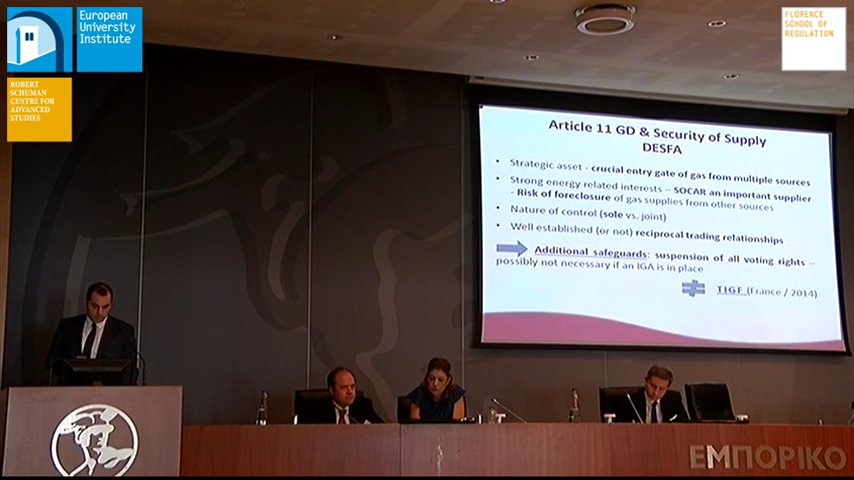 European
University
Institute
FLORENCE
SCHOOL OF
REGULATION
ROBERT
SCHUMAN
CENTRE FOR
ADVANCED
STUDIES
Article 11 GD & Security of Supply
DESFA
• Strategic asset - crucial entry gate of gas from multiple sources
• Strong energy related interests – SOCAR an important supplier
- Risk of foreclosure of gas supplies from other sources
• Nature of control (sole vs. joint)
• Well established (or not) reciprocal trading relationships
Additional safeguards: suspension of all voting rights –
possibly not necessary if an IGA is in place
≠ TIGF (France / 2014)
ΕΜΠΟΡΙΚΟ